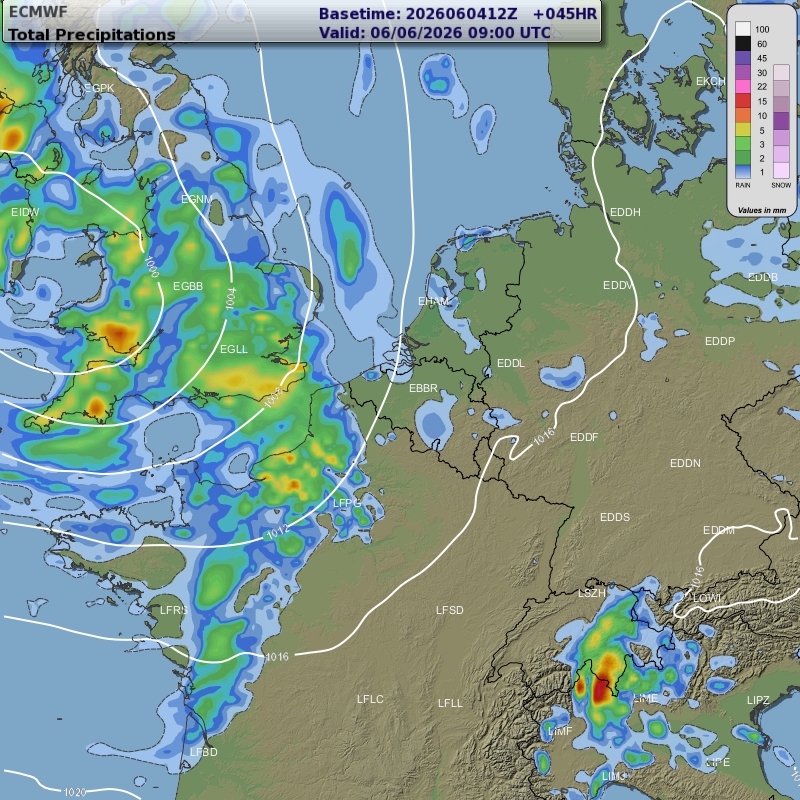 ECMWF
Basetime: 2026060412Z +045HR
Total Precipitations
Valid: 06/06/2026 09:00 UTC
100
60
45
30
22
15
10
5
3
2
1
RAIN SNOW
Values in mm
EGPK
EKCH
EGNM
EIDW
EDDH
1000
EDDB
EGBB
1004
EDDV
EHAM
EDDP
EGLL
EDDL
EBBR
1016
EDDF
EDDN
LFPG
EDDS
1012
EDDM
1016
LSZH
LOWI
LFRS
LFSD
1016
LFLC
LFLL
LIME
LIPZ
LIMF
LFBD
LIPE
LIMJ
1020